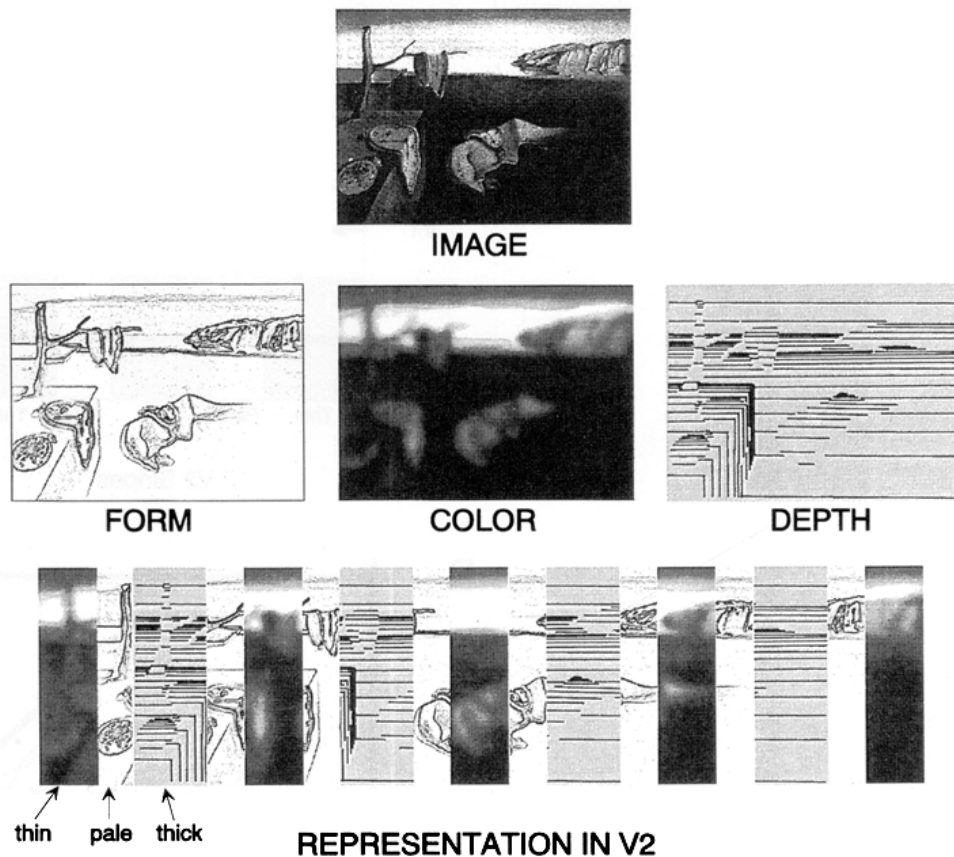 IMAGE
FORM
COLOR
DEPTH
thin
pale
thick
REPRESENTATION IN V2